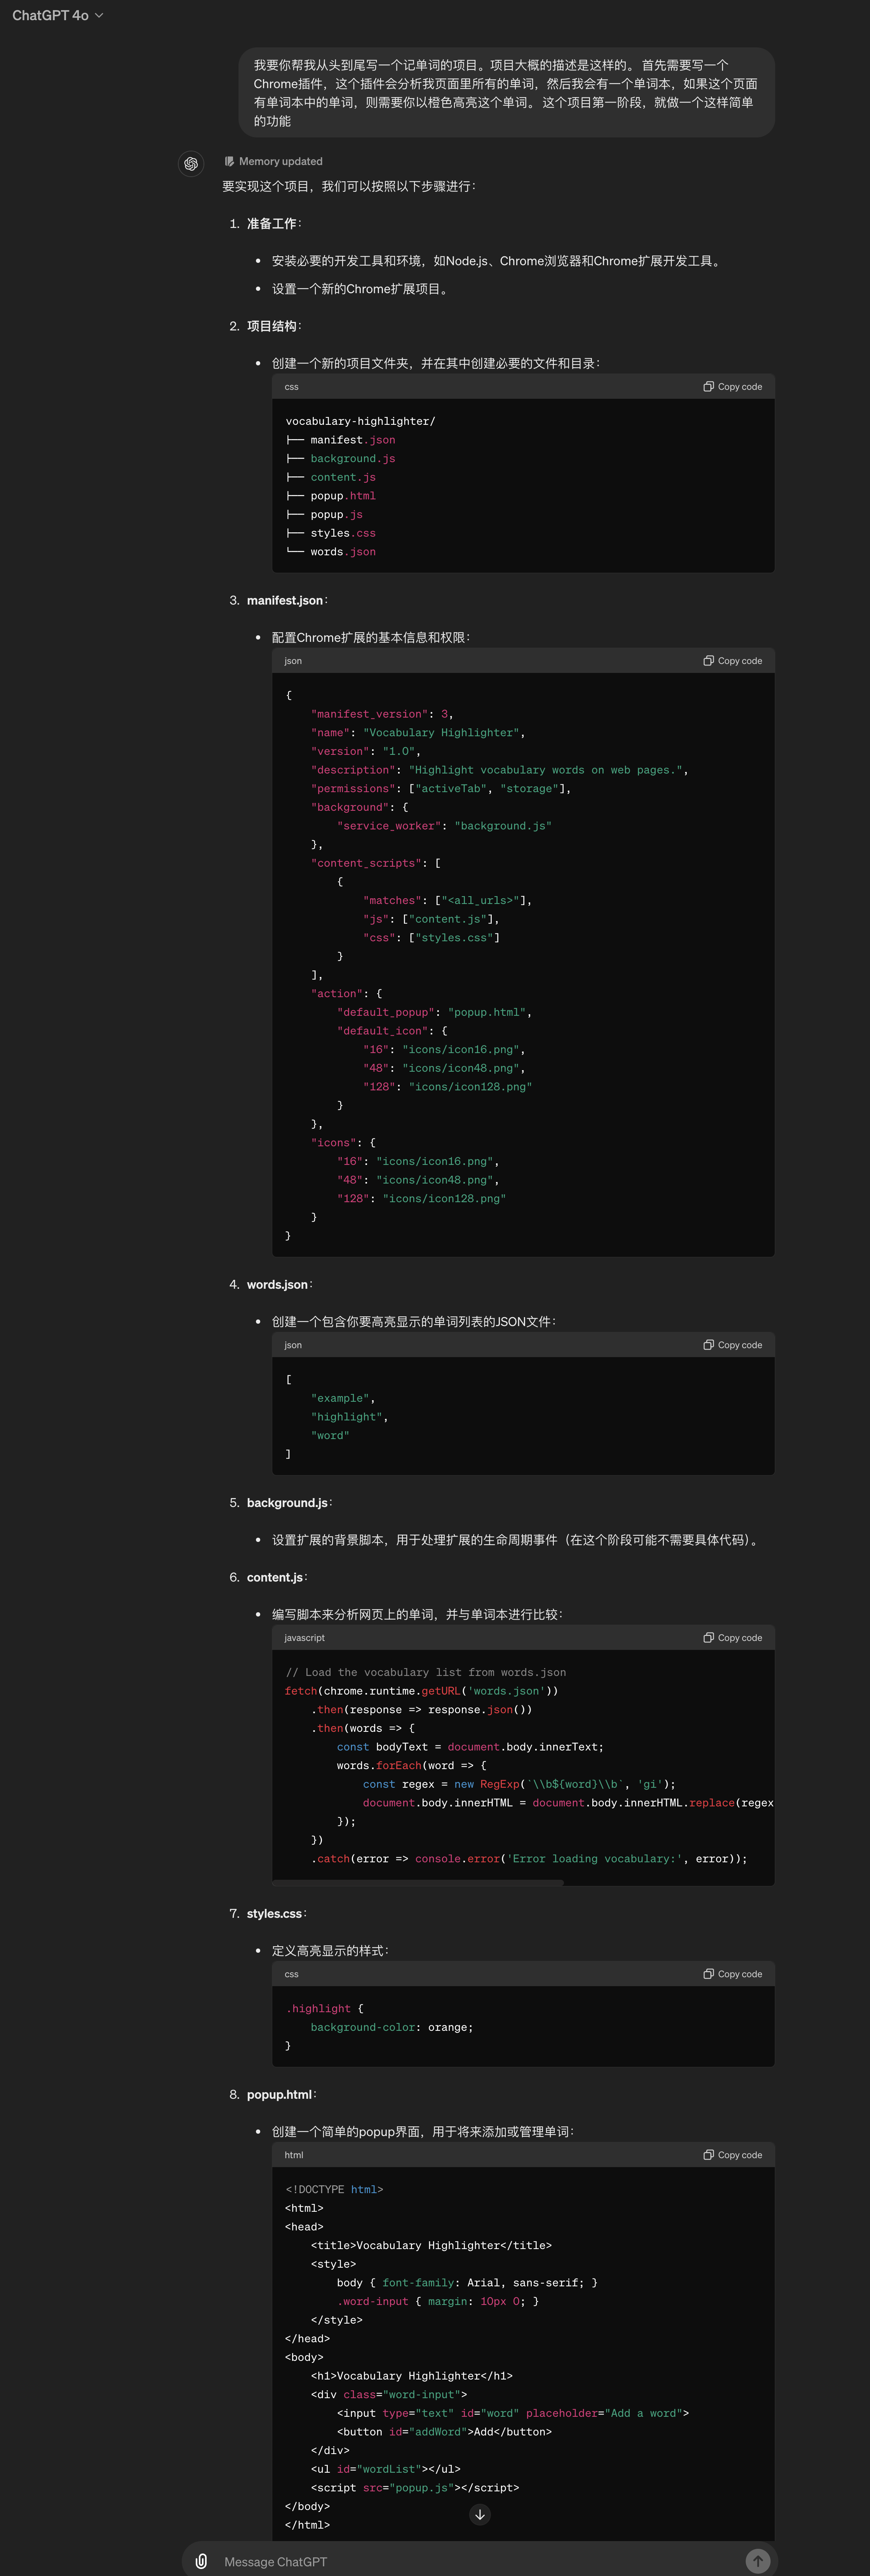 ChatGPT 4o
我要你帮我从头到尾写一个记单词的项目。项目大概的描述是这样的。 首先需要写一个
Chrome插件，这个插件会分析我页面里所有的单词，然后我会有一个单词本，如果这个页面
有单词本中的单词，则需要你以橙色高亮这个单词。 这个项目第一阶段，就做一个这样简单
的功能
Memory updated
要实现这个项目，我们可以按照以下步骤进行：
1. 准备工作：
• 安装必要的开发工具和环境，如Node.js、Chrome浏览器和Chrome扩展开发工具。
• 设置一个新的Chrome扩展项目。
2. 项目结构：
• 创建一个新的项目文件夹，并在其中创建必要的文件和目录：
css Copy code
vocabulary-highlighter/
├── manifest.json
├── background.js
├── content.js
├── popup.html
├── popup.js
├── styles.css
└── words.json
3. manifest.json：
• 配置Chrome扩展的基本信息和权限：
json Copy code
{
    "manifest_version": 3,
    "name": "Vocabulary Highlighter",
    "version": "1.0",
    "description": "Highlight vocabulary words on web pages.",
    "permissions": ["activeTab", "storage"],
    "background": {
        "service_worker": "background.js"
    },
    "content_scripts": [
        {
            "matches": ["<all_urls>"],
            "js": ["content.js"],
            "css": ["styles.css"]
        }
    ],
    "action": {
        "default_popup": "popup.html",
        "default_icon": {
            "16": "icons/icon16.png",
            "48": "icons/icon48.png",
            "128": "icons/icon128.png"
        }
    },
    "icons": {
        "16": "icons/icon16.png",
        "48": "icons/icon48.png",
        "128": "icons/icon128.png"
    }
}
4. words.json：
• 创建一个包含你要高亮显示的单词列表的JSON文件：
json Copy code
[
    "example",
    "highlight",
    "word"
]
5. background.js：
• 设置扩展的背景脚本，用于处理扩展的生命周期事件（在这个阶段可能不需要具体代码）。
6. content.js：
• 编写脚本来分析网页上的单词，并与单词本进行比较：
javascript Copy code
// Load the vocabulary list from words.json
fetch(chrome.runtime.getURL('words.json'))
    .then(response => response.json())
    .then(words => {
        const bodyText = document.body.innerText;
        words.forEach(word => {
            const regex = new RegExp(`\\b${word}\\b`, 'gi');
            document.body.innerHTML = document.body.innerHTML.replace(regex
        });
    })
    .catch(error => console.error('Error loading vocabulary:', error));
7. styles.css：
• 定义高亮显示的样式：
css Copy code
.highlight {
    background-color: orange;
}
8. popup.html：
• 创建一个简单的popup界面，用于将来添加或管理单词：
html Copy code
<!DOCTYPE html>
<html>
<head>
    <title>Vocabulary Highlighter</title>
    <style>
        body { font-family: Arial, sans-serif; }
        .word-input { margin: 10px 0; }
    </style>
</head>
<body>
    <h1>Vocabulary Highlighter</h1>
    <div class="word-input">
        <input type="text" id="word" placeholder="Add a word">
        <button id="addWord">Add</button>
    </div>
    <ul id="wordList"></ul>
    <script src="popup.js"></script>
</body>
</html>
Message ChatGPT